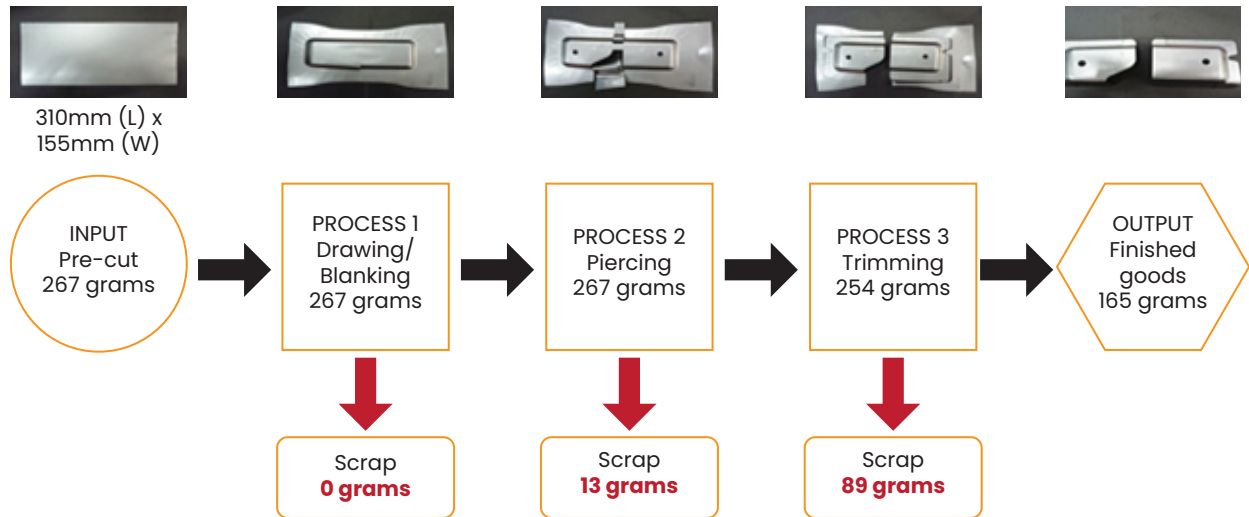 310mm (L) x
155mm (W)
INPUT
Pre-cut
267 grams
PROCESS 1
Drawing/
Blanking
267 grams
PROCESS 2
Piercing
267 grams
PROCESS 3
Trimming
254 grams
OUTPUT
Finished
goods
165 grams
Scrap
0 grams
Scrap
13 grams
Scrap
89 grams